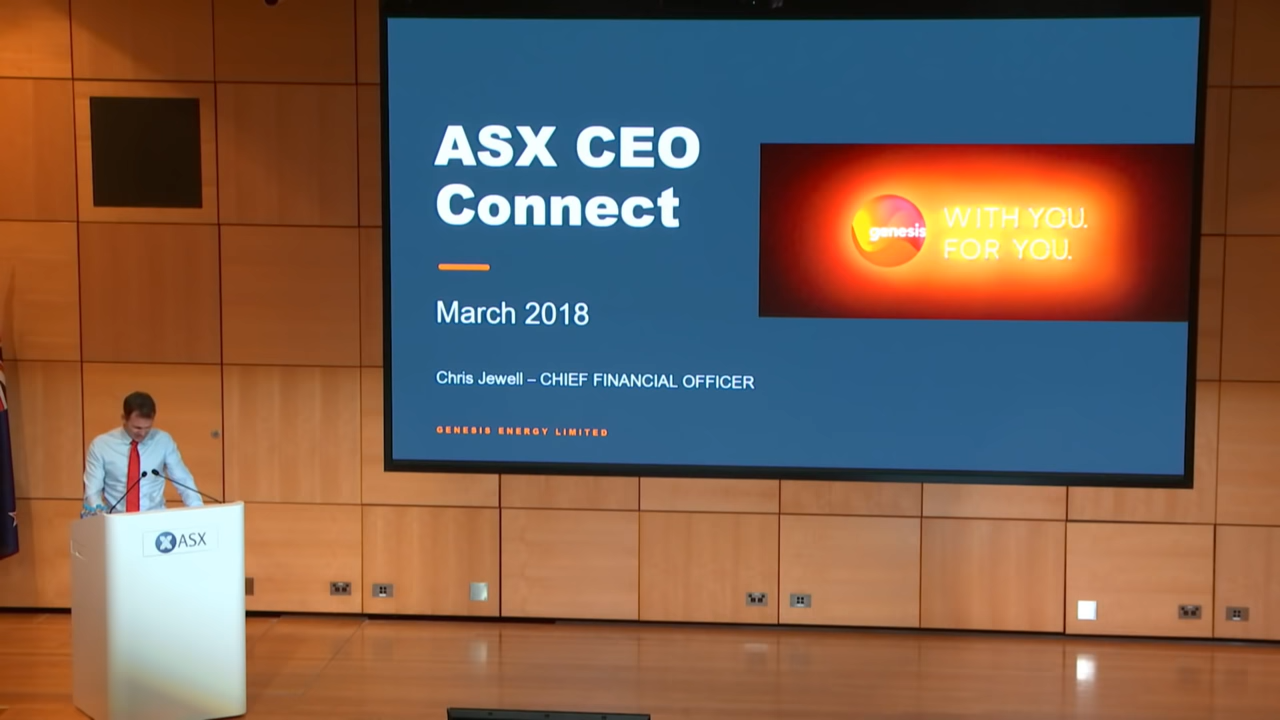 ASX CEO
Connect
March 2018
Chris Jewell – CHIEF FINANCIAL OFFICER
GENESIS ENERGY LIMITED
genesis
WITH YOU.
FOR YOU.
ASX